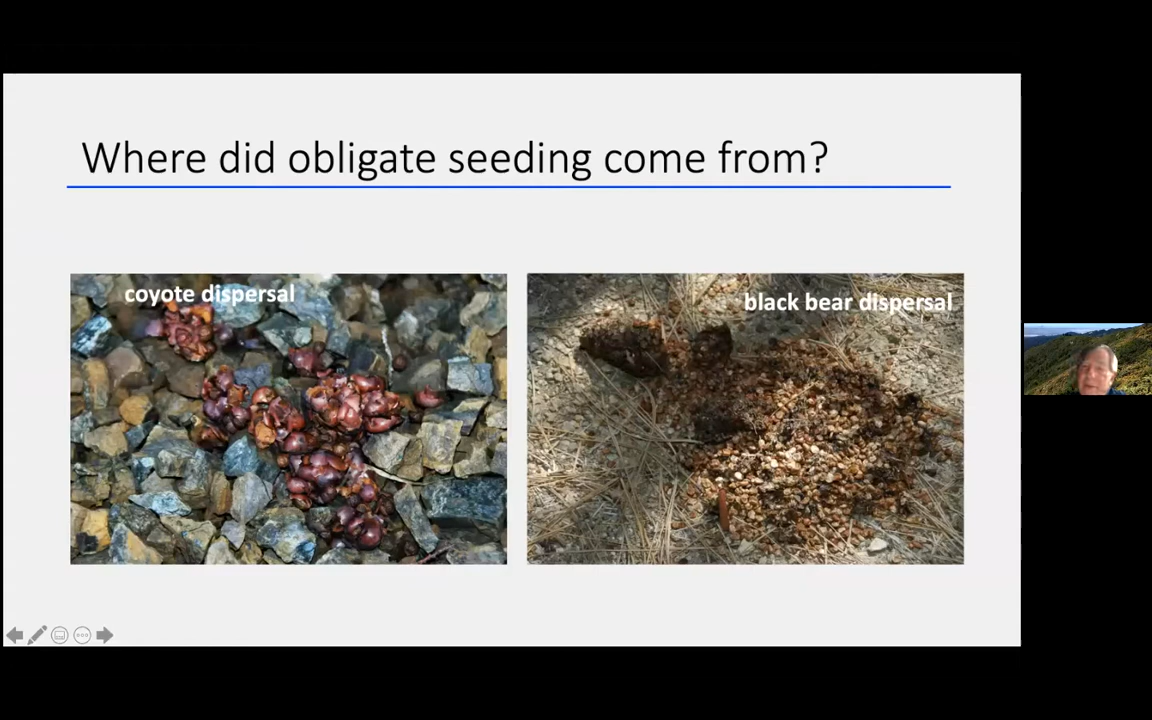 Where did obligate seeding come from?
coyote dispersal
black bear dispersal